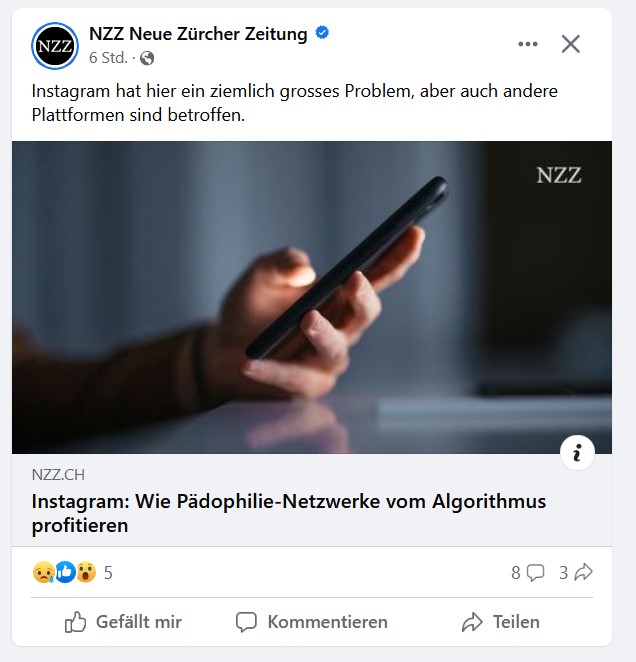 NZZ
NZZ Neue Zürcher Zeitung
6 Std. ·
Instagram hat hier ein ziemlich grosses Problem, aber auch andere
Plattformen sind betroffen.
NZZ
i
NZZ.CH
Instagram: Wie Pädophilie-Netzwerke vom Algorithmus
profitieren
5
8
3
Gefällt mir
Kommentieren
Teilen